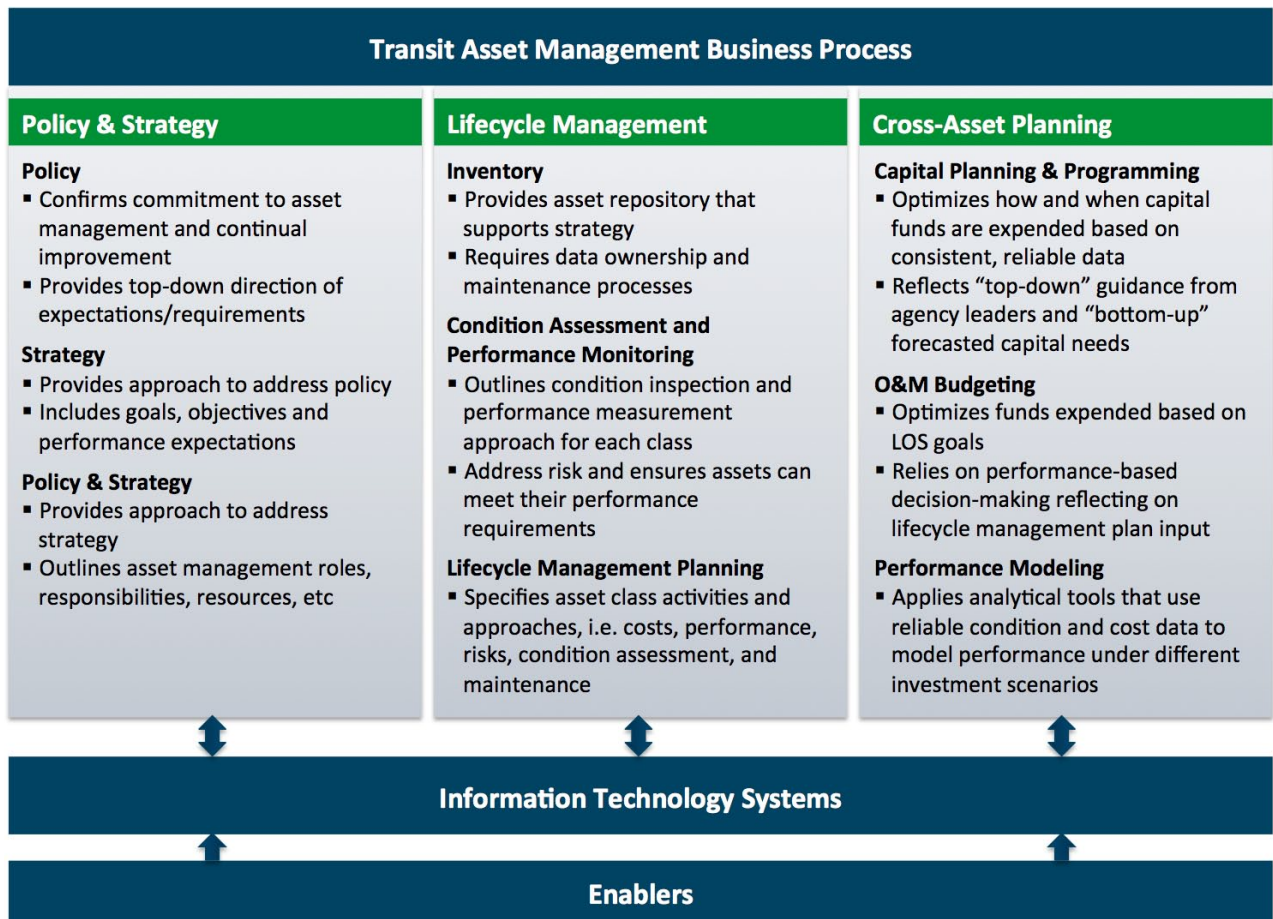 Transit Asset Management Business Process
Policy & Strategy
Policy
▪ Confirms commitment to asset
management and continual
improvement
▪ Provides top-down direction of
expectations/requirements
Strategy
▪ Provides approach to address policy
▪ Includes goals, objectives and
performance expectations
Policy & Strategy
▪ Provides approach to address
strategy
▪ Outlines asset management roles,
responsibilities, resources, etc
Lifecycle Management
Inventory
▪ Provides asset repository that
supports strategy
▪ Requires data ownership and
maintenance processes
Condition Assessment and
Performance Monitoring
▪ Outlines condition inspection and
performance measurement
approach for each class
▪ Address risk and ensures assets can
meet their performance
requirements
Lifecycle Management Planning
▪ Specifies asset class activities and
approaches, i.e. costs, performance,
risks, condition assessment, and
maintenance
Cross-Asset Planning
Capital Planning & Programming
▪ Optimizes how and when capital
funds are expended based on
consistent, reliable data
▪ Reflects “top-down” guidance from
agency leaders and “bottom-up”
forecasted capital needs
O&M Budgeting
▪ Optimizes funds expended based on
LOS goals
▪ Relies on performance-based
decision-making reflecting on
lifecycle management plan input
Performance Modeling
▪ Applies analytical tools that use
reliable condition and cost data to
model performance under different
investment scenarios
Information Technology Systems
Enablers